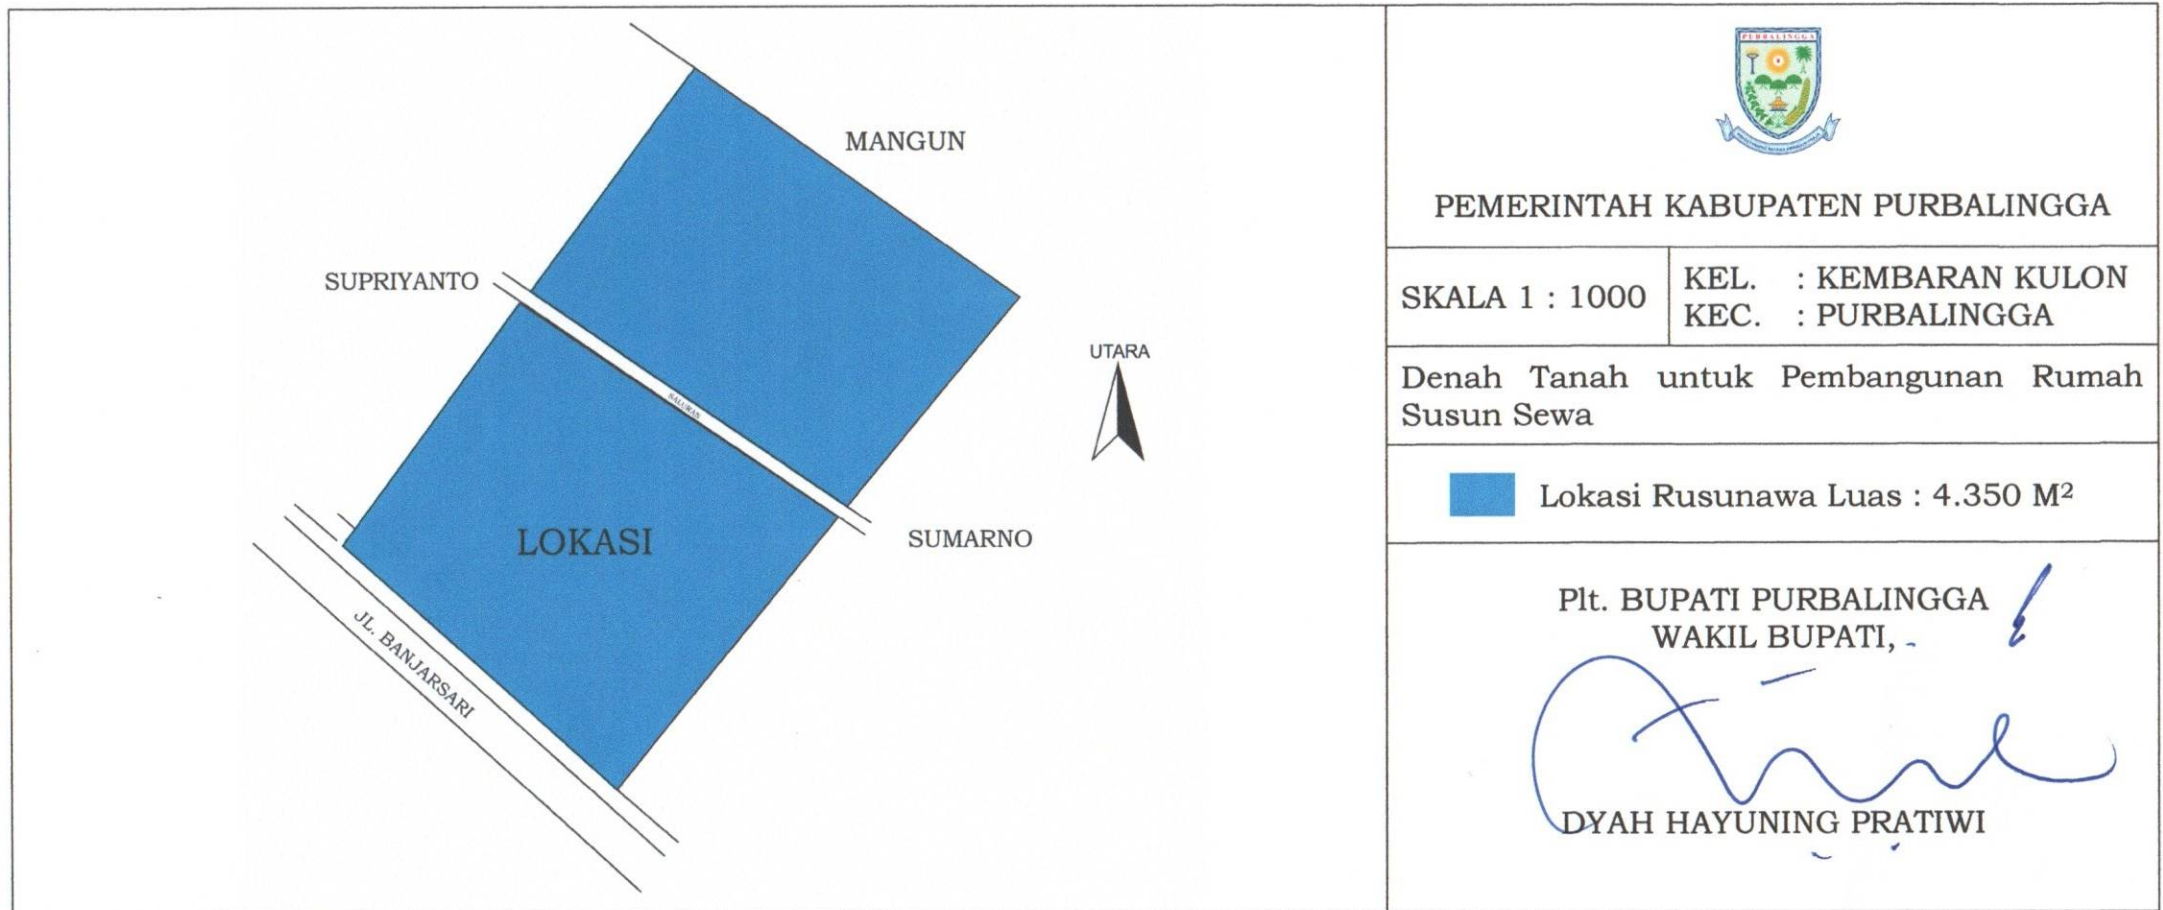 MANGUN
SUPRIYANTO
UTARA
SALURAN
LOKASI
SUMARNO
JL. BANJARSARI
PURBALINGGA
PEMERINTAH KABUPATEN PURBALINGGA
SKALA 1 : 1000
KEL. : KEMBARAN KULON
KEC. : PURBALINGGA
Denah Tanah untuk Pembangunan Rumah
Susun Sewa
Lokasi Rusunawa Luas : 4.350 M²
Plt. BUPATI PURBALINGGA
WAKIL BUPATI,
DYAH HAYUNING PRATIWI